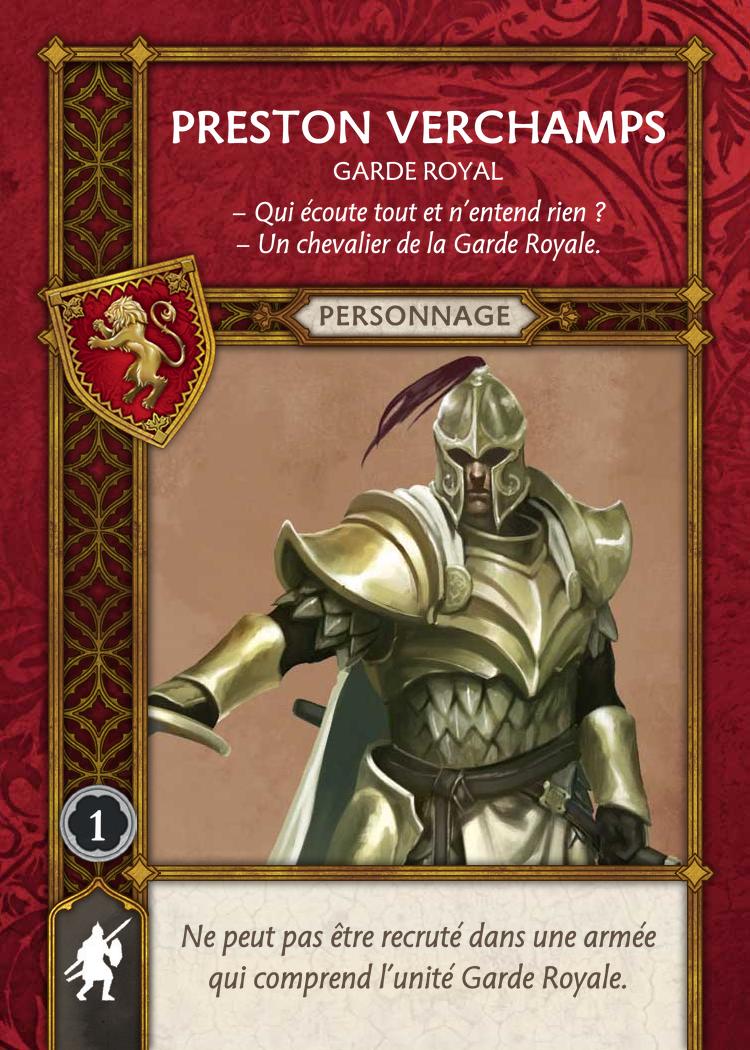 PRESTON VERCHAMPS
GARDE ROYAL
– Qui écoute tout et n'entend rien ?
– Un chevalier de la Garde Royale.
PERSONNAGE
1
Ne peut pas être recruté dans une armée
qui comprend l'unité Garde Royale.